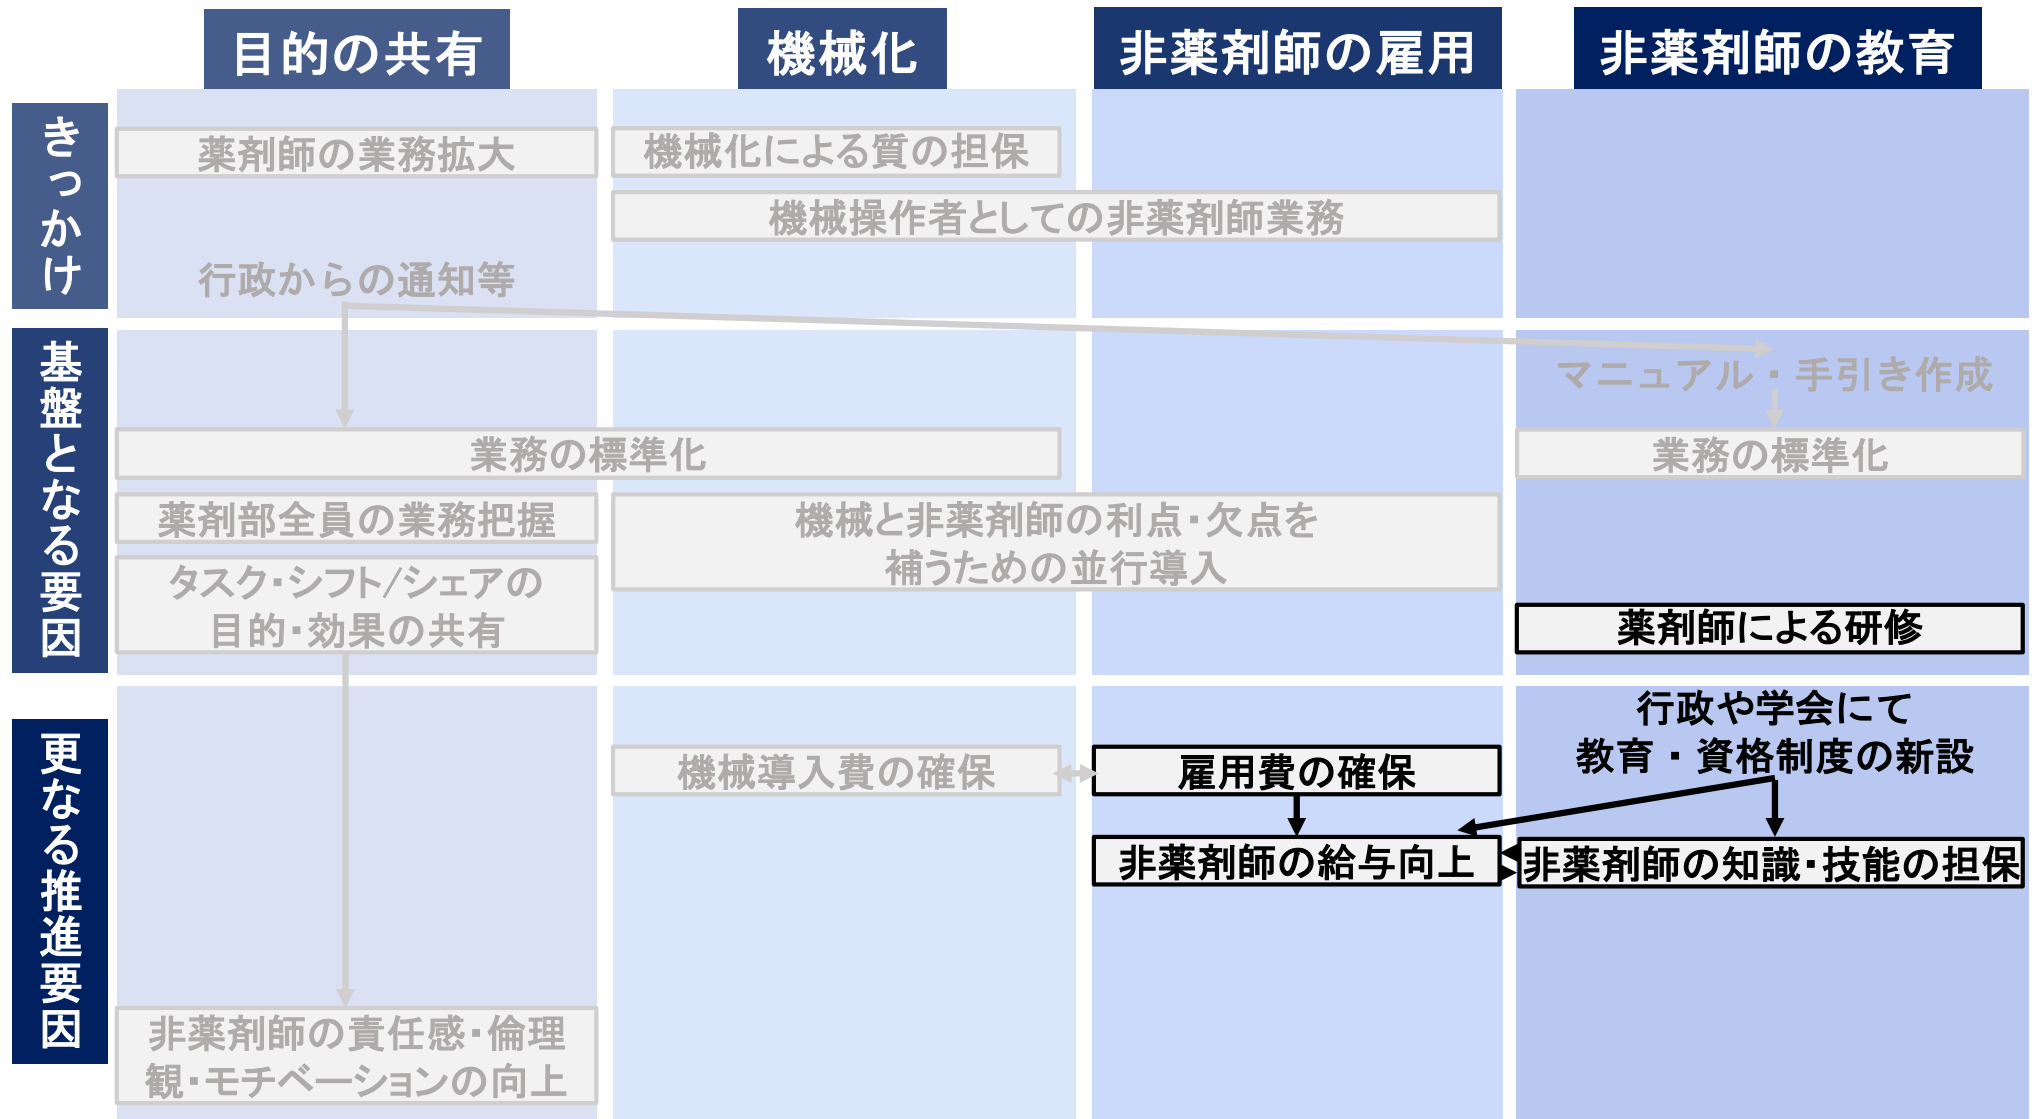 目的の共有
機械化
非薬剤師の雇用
非薬剤師の教育
きっかけ
薬剤師の業務拡大
機械化による質の担保
機械操作者としての非薬剤師業務
行政からの通知等
基盤となる要因
マニュアル・手引き作成
業務の標準化
業務の標準化
薬剤部全員の業務把握
機械と非薬剤師の利点・欠点を
補うための並行導入
タスク・シフト/シェアの
目的・効果の共有
薬剤師による研修
更なる推進要因
行政や学会にて
教育・資格制度の新設
機械導入費の確保
雇用費の確保
非薬剤師の給与向上
非薬剤師の知識・技能の担保
非薬剤師の責任感・倫理
観・モチベーションの向上